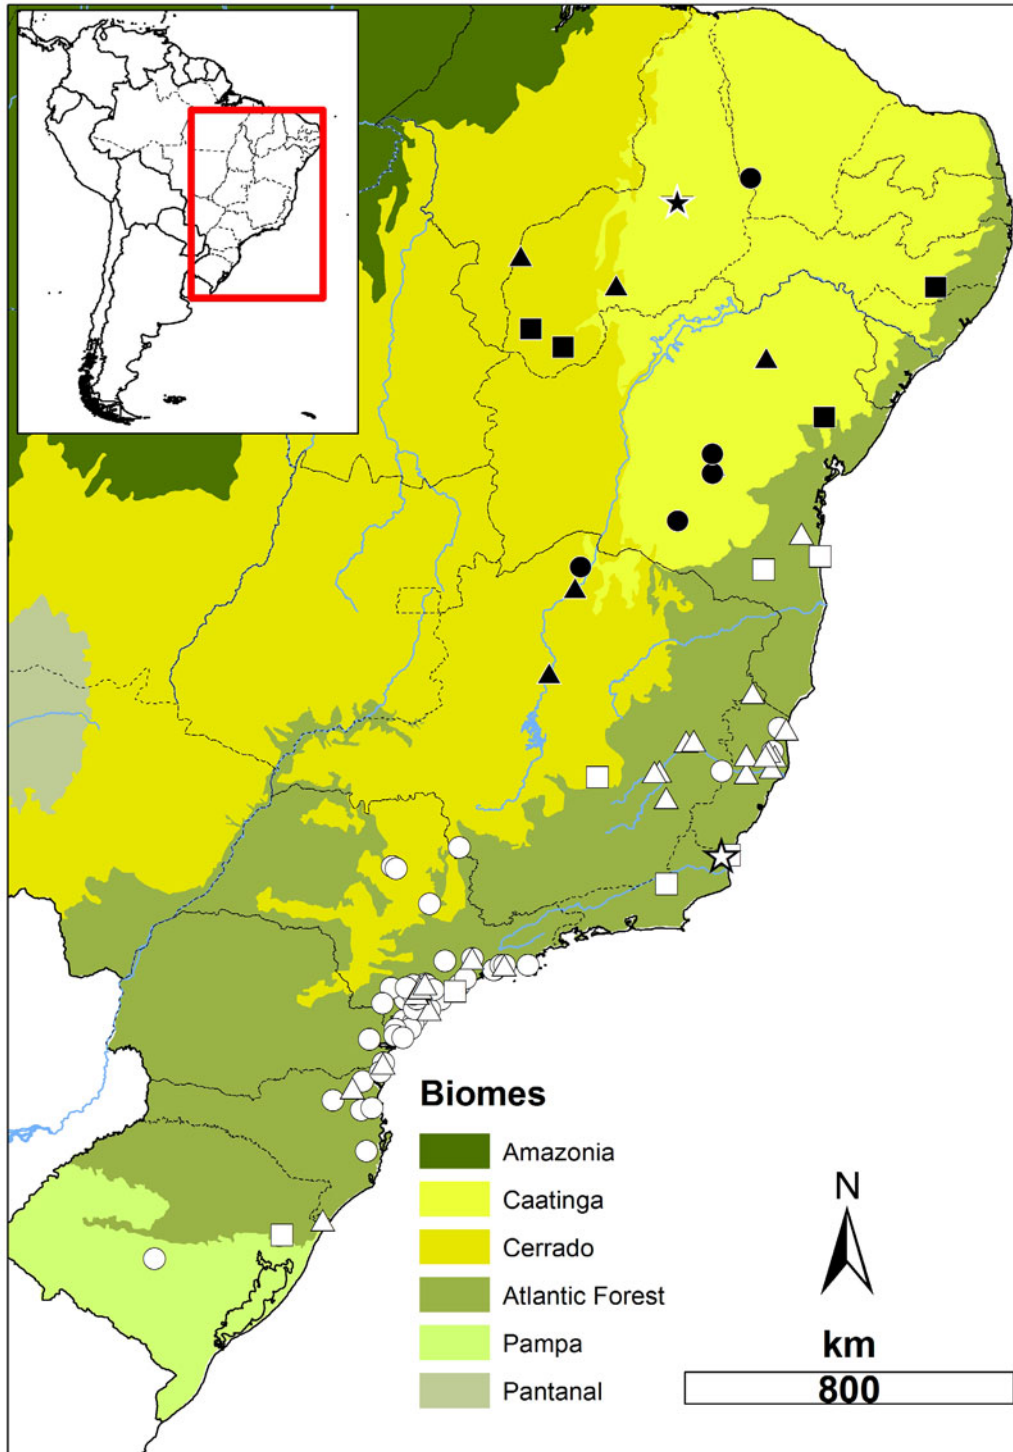 Biomes
Amazonia
Caatinga
Cerrado
Atlantic Forest
Pampa
Pantanal
N
km
800